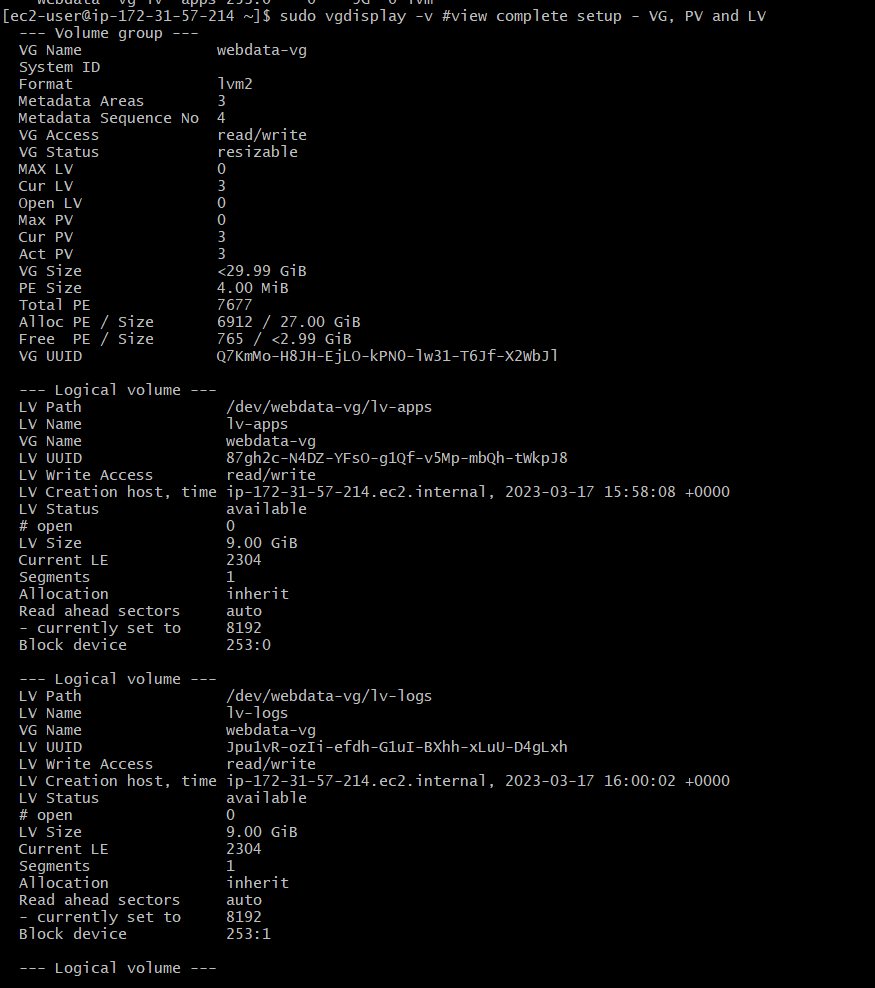 webdata--vg-lv--apps 253:0 0 9G 0 lvm
[ec2-user@ip-172-31-57-214 ~]$ sudo vgdisplay -v #view complete setup - VG, PV and LV
--- Volume group ---
VG Name webdata-vg
System ID
Format lvm2
Metadata Areas 3
Metadata Sequence No 4
VG Access read/write
VG Status resizable
MAX LV 0
Cur LV 3
Open LV 0
Max PV 0
Cur PV 3
Act PV 3
VG Size <29.99 GiB
PE Size 4.00 MiB
Total PE 7677
Alloc PE / Size 6912 / 27.00 GiB
Free PE / Size 765 / <2.99 GiB
VG UUID Q7KmMo-H8JH-EjLO-kPN0-lw31-T6Jf-X2WbJl
--- Logical volume ---
LV Path /dev/webdata-vg/lv-apps
LV Name lv-apps
VG Name webdata-vg
LV UUID 87gh2c-N4DZ-YFsO-g1Qf-v5Mp-mbQh-tWkpJ8
LV Write Access read/write
LV Creation host, time ip-172-31-57-214.ec2.internal, 2023-03-17 15:58:08 +0000
LV Status available
# open 0
LV Size 9.00 GiB
Current LE 2304
Segments 1
Allocation inherit
Read ahead sectors auto
- currently set to 8192
Block device 253:0
--- Logical volume ---
LV Path /dev/webdata-vg/lv-logs
LV Name lv-logs
VG Name webdata-vg
LV UUID Jpu1vR-ozIi-efdh-G1uI-BXhh-xLuU-D4gLxh
LV Write Access read/write
LV Creation host, time ip-172-31-57-214.ec2.internal, 2023-03-17 16:00:02 +0000
LV Status available
# open 0
LV Size 9.00 GiB
Current LE 2304
Segments 1
Allocation inherit
Read ahead sectors auto
- currently set to 8192
Block device 253:1
--- Logical volume ---